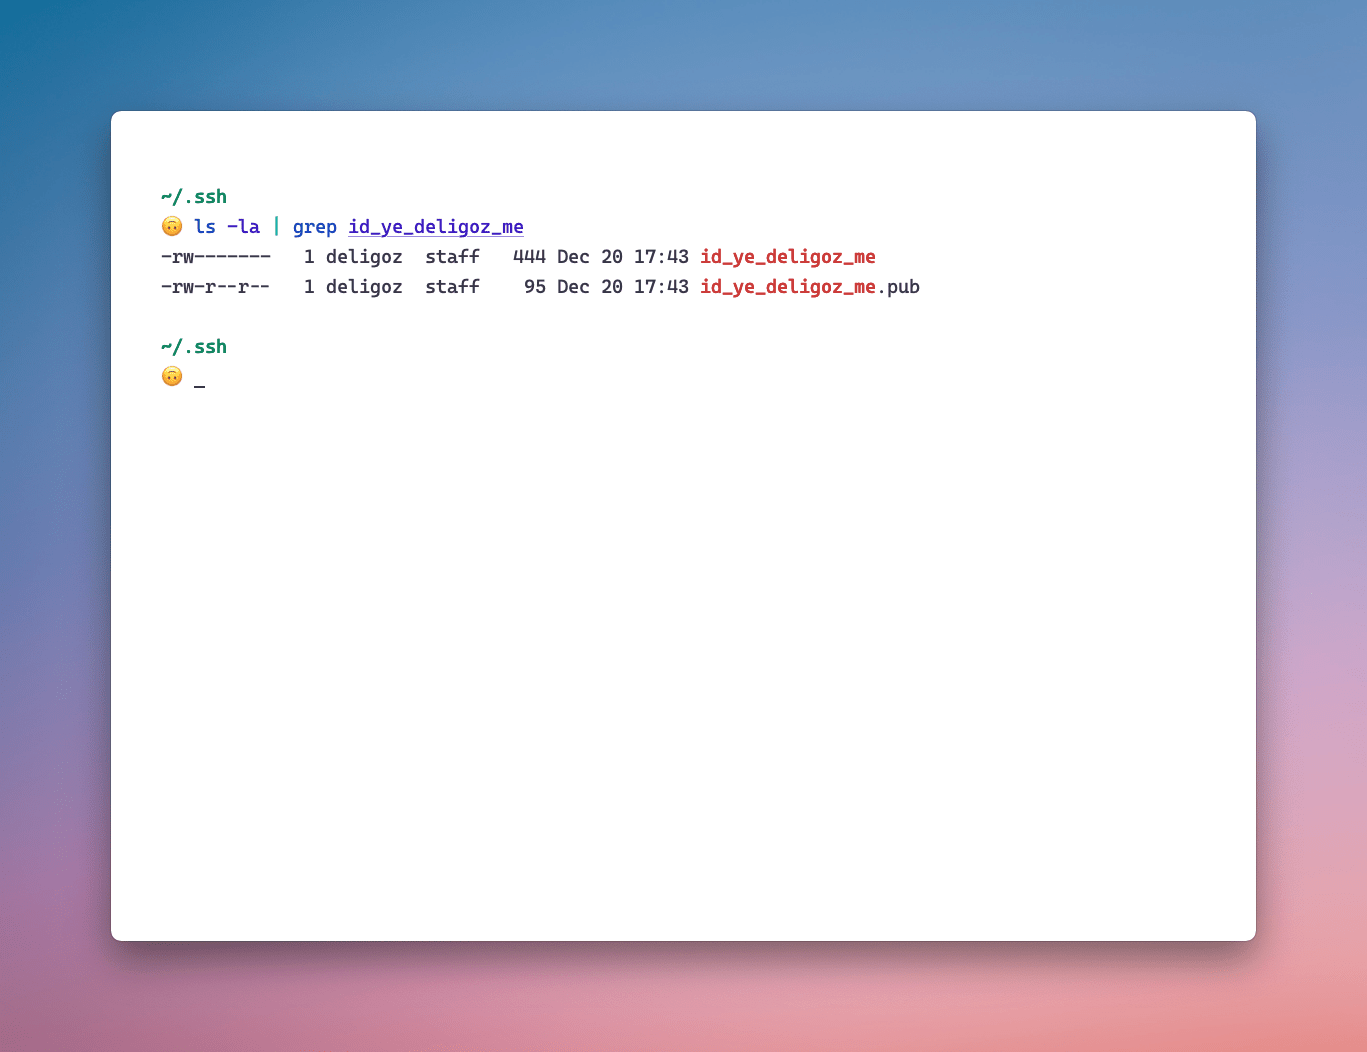 ~/.ssh
🙃 ls -la | grep id_ye_deligoz_me
-rw-------   1 deligoz  staff   444 Dec 20 17:43 id_ye_deligoz_me
-rw-r--r--   1 deligoz  staff    95 Dec 20 17:43 id_ye_deligoz_me.pub
~/.ssh
🙃 _